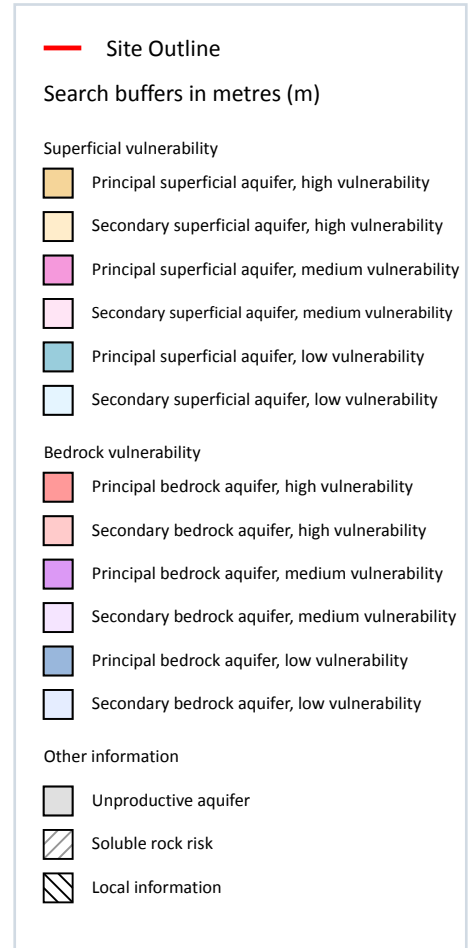 Site Outline
Search buffers in metres (m)
Superficial vulnerability
Principal superficial aquifer, high vulnerability
Secondary superficial aquifer, high vulnerability
Principal superficial aquifer, medium vulnerability
Secondary superficial aquifer, medium vulnerability
Principal superficial aquifer, low vulnerability
Secondary superficial aquifer, low vulnerability
Bedrock vulnerability
Principal bedrock aquifer, high vulnerability
Secondary bedrock aquifer, high vulnerability
Principal bedrock aquifer, medium vulnerability
Secondary bedrock aquifer, medium vulnerability
Principal bedrock aquifer, low vulnerability
Secondary bedrock aquifer, low vulnerability
Other information
Unproductive aquifer
Soluble rock risk
Local information